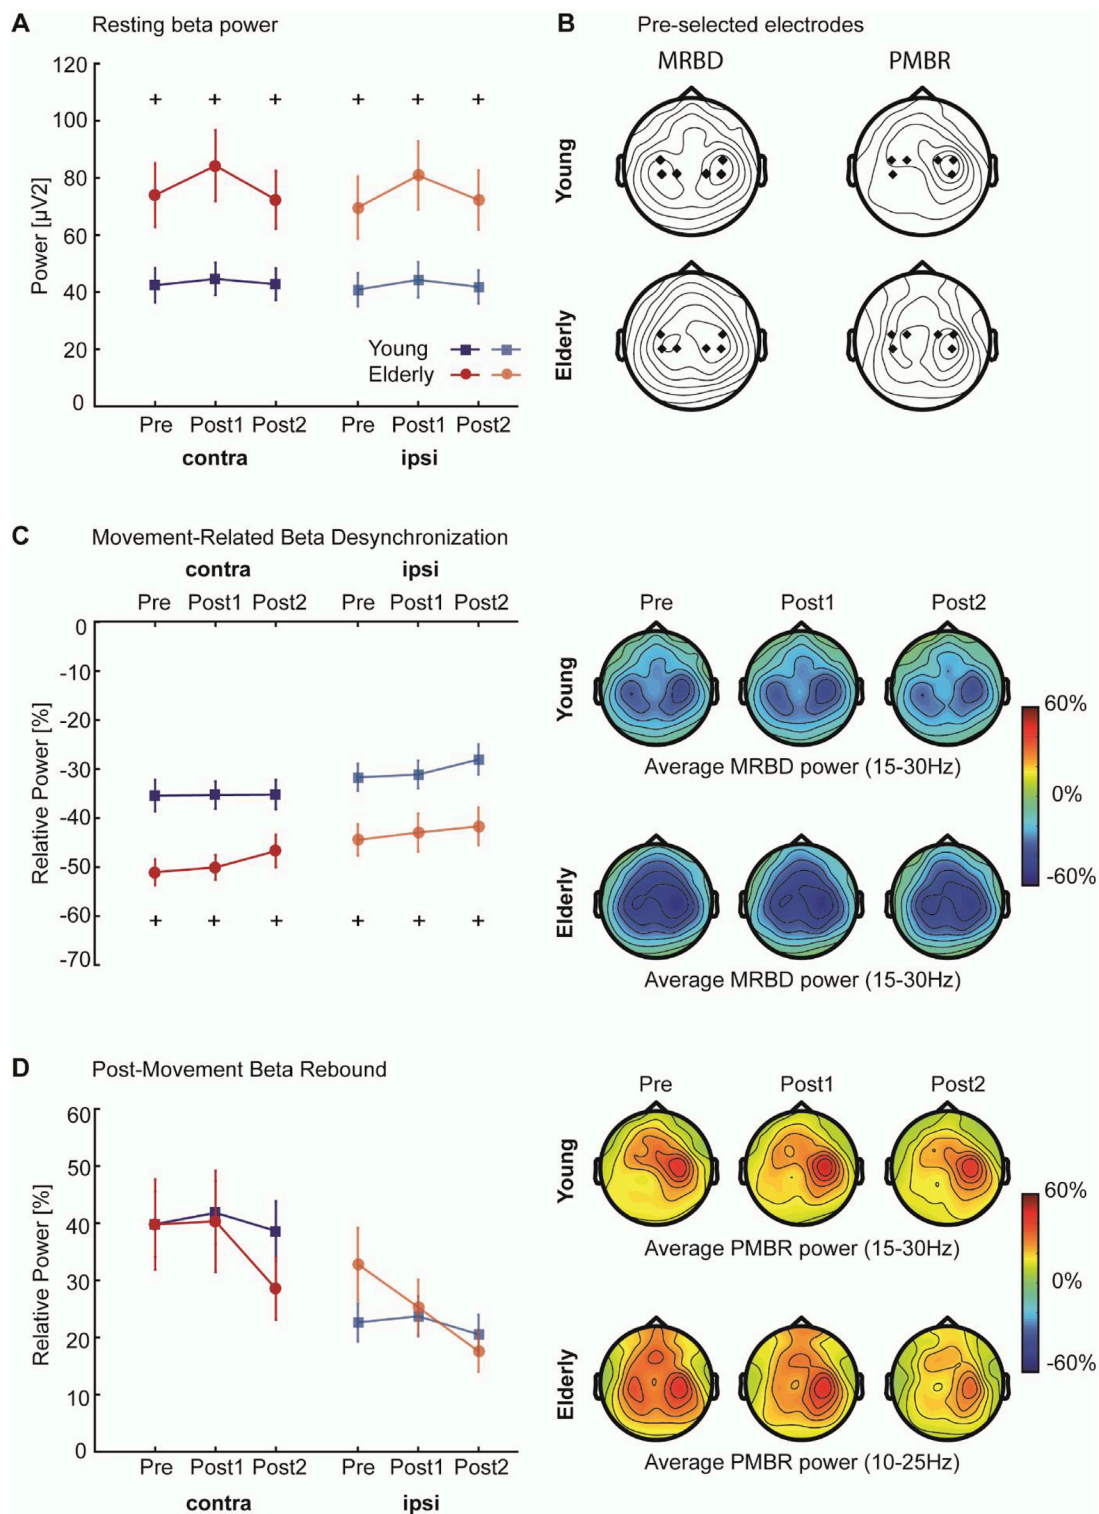 A Resting beta power
120
100
80
60
40
20
0
Power [µV2]
+ + + + + +
Young
Elderly
Pre Post1 Post2 Pre Post1 Post2
contra ipsi
B Pre-selected electrodes
MRBD PMBR
Young
Elderly
C Movement-Related Beta Desynchronization
contra ipsi
Pre Post1 Post2 Pre Post1 Post2
0
-10
-20
-30
-40
-50
-60
-70
Relative Power [%]
+ + + + + +
Pre Post1 Post2
Young
Average MRBD power (15-30Hz)
Elderly
Average MRBD power (15-30Hz)
60%
0%
-60%
D Post-Movement Beta Rebound
60
50
40
30
20
10
0
Relative Power [%]
Pre Post1 Post2 Pre Post1 Post2
contra ipsi
Pre Post1 Post2
Young
Average PMBR power (15-30Hz)
Elderly
Average PMBR power (10-25Hz)
60%
0%
-60%